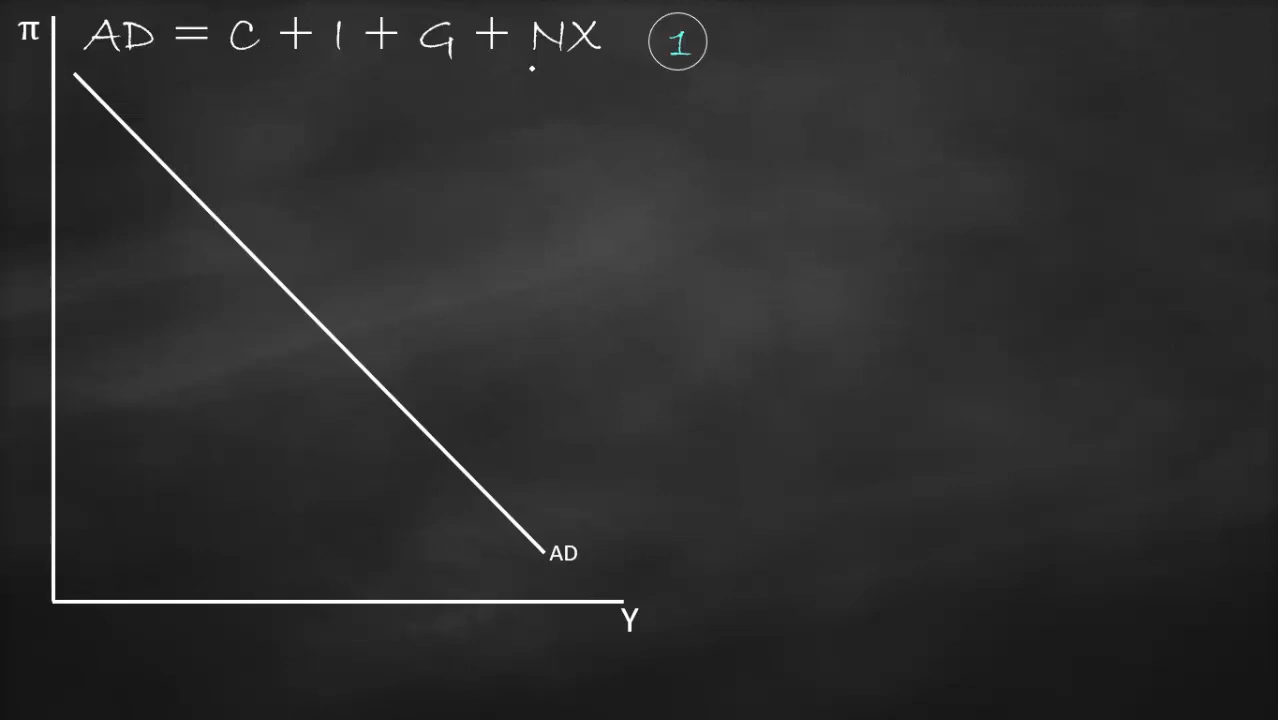 π AD = C + I + G + NX 1
AD
Y